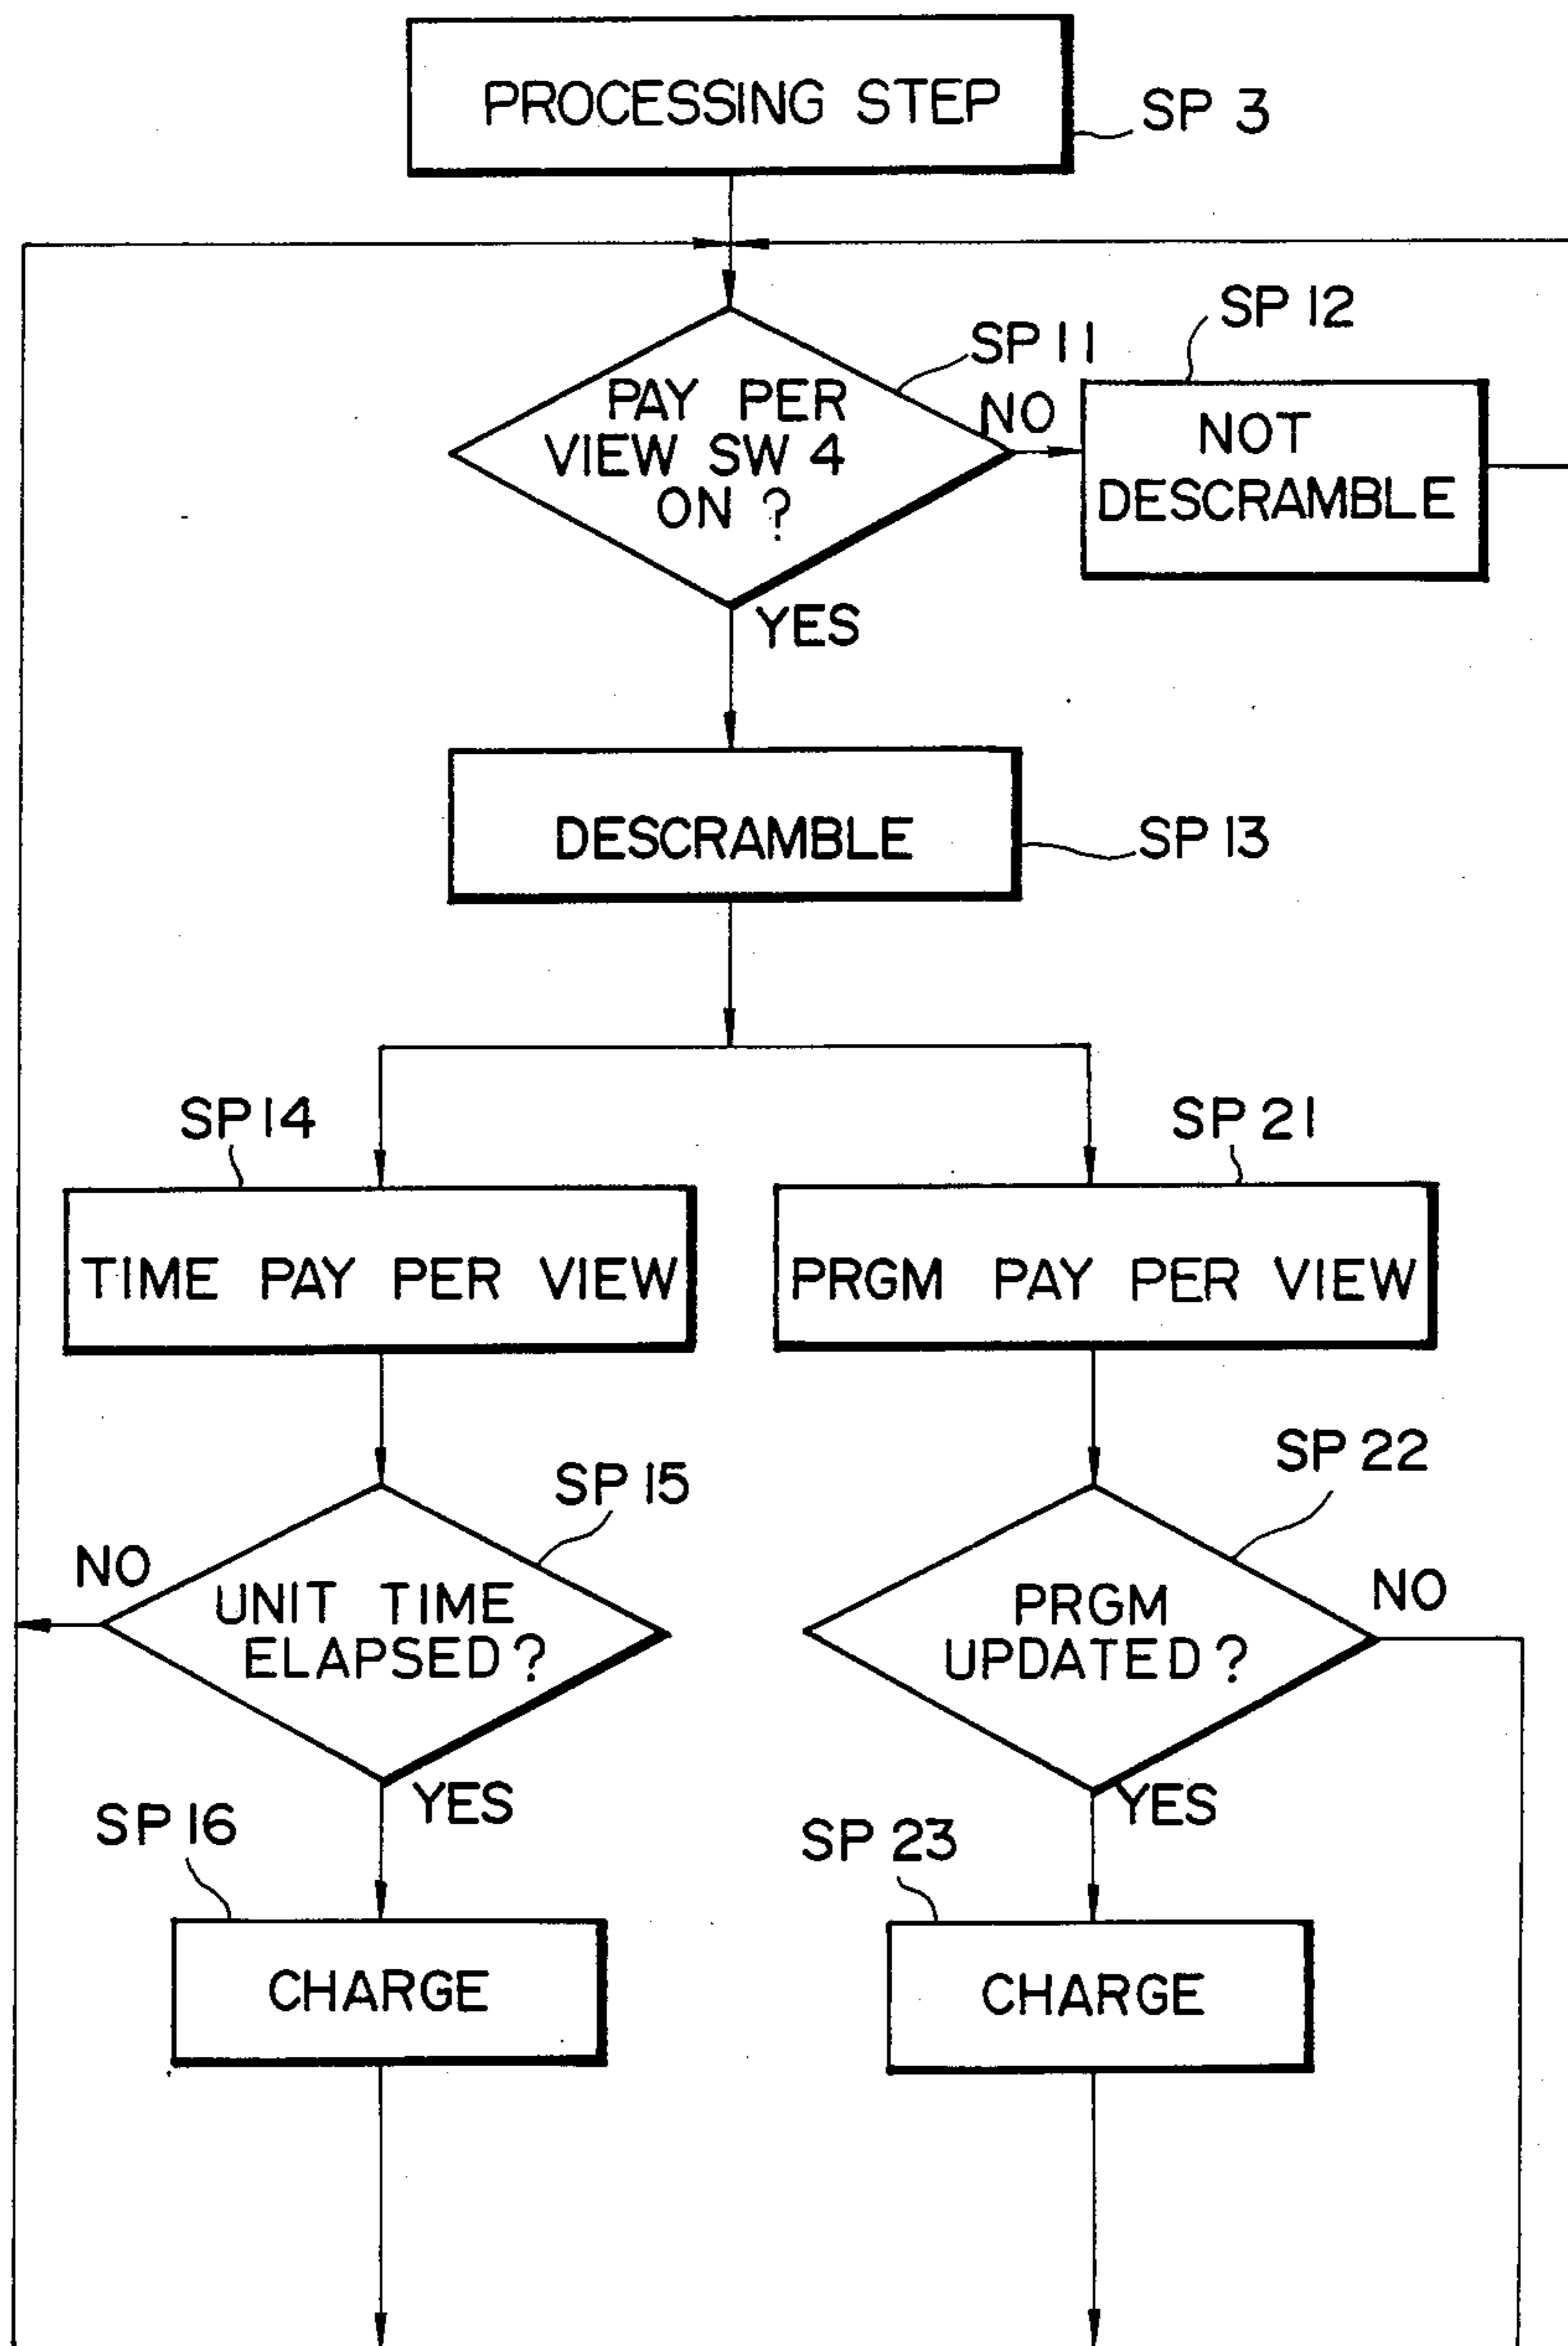 PROCESSING STEP
SP 3
SP 11
SP 12
PAY PER
VIEW SW 4
ON ?
NO
NOT
DESCRAMBLE
YES
DESCRAMBLE
SP 13
SP 14
SP 21
TIME PAY PER VIEW
PRGM PAY PER VIEW
SP 15
SP 22
NO
UNIT TIME
ELAPSED ?
PRGM
UPDATED ?
NO
YES
YES
SP 16
SP 23
CHARGE
CHARGE